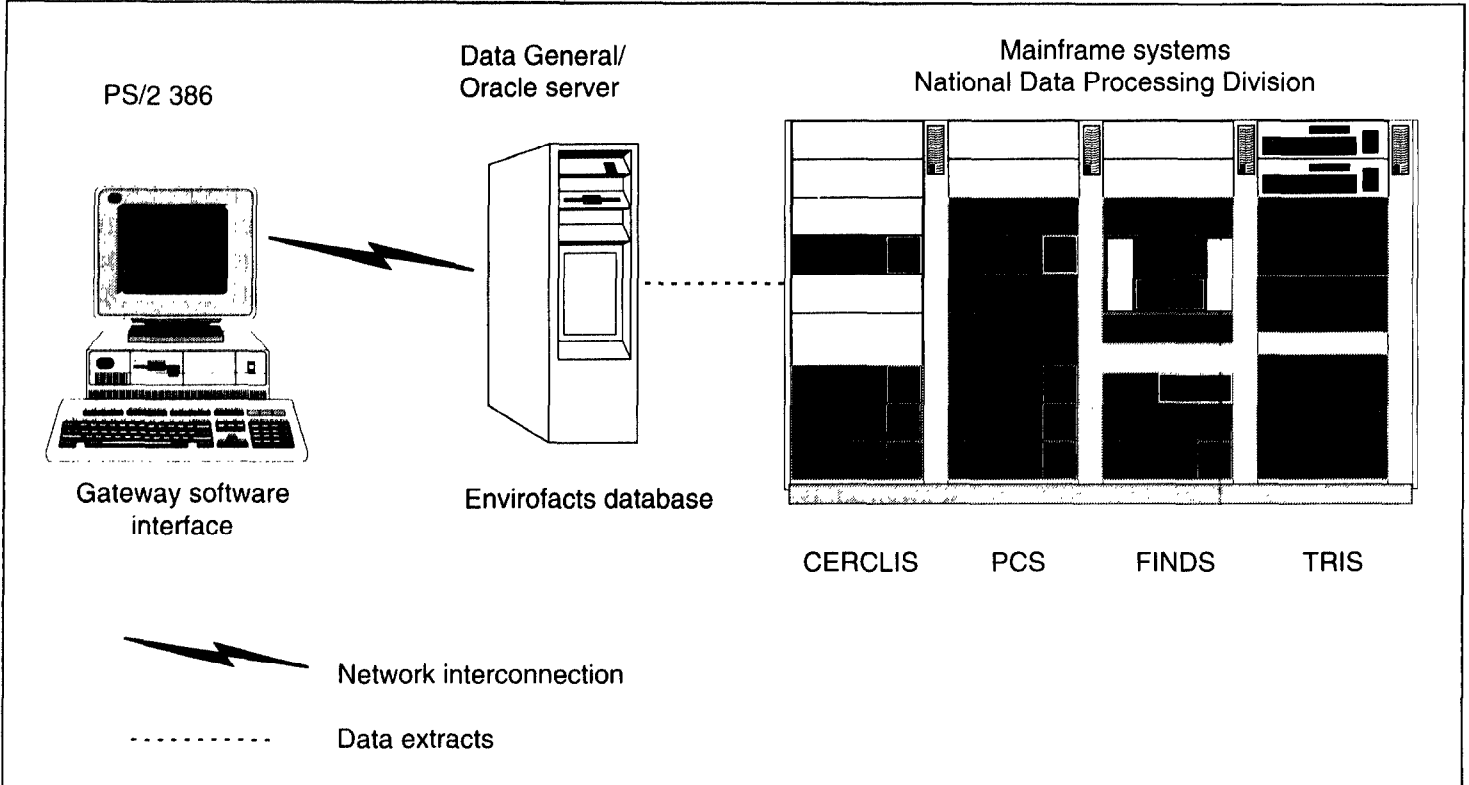 PS/2 386
Data General/
Oracle server
Mainframe systems
National Data Processing Division
Gateway software
interface
Envirofacts database
CERCLIS
PCS
FINDS
TRIS
Network interconnection
Data extracts